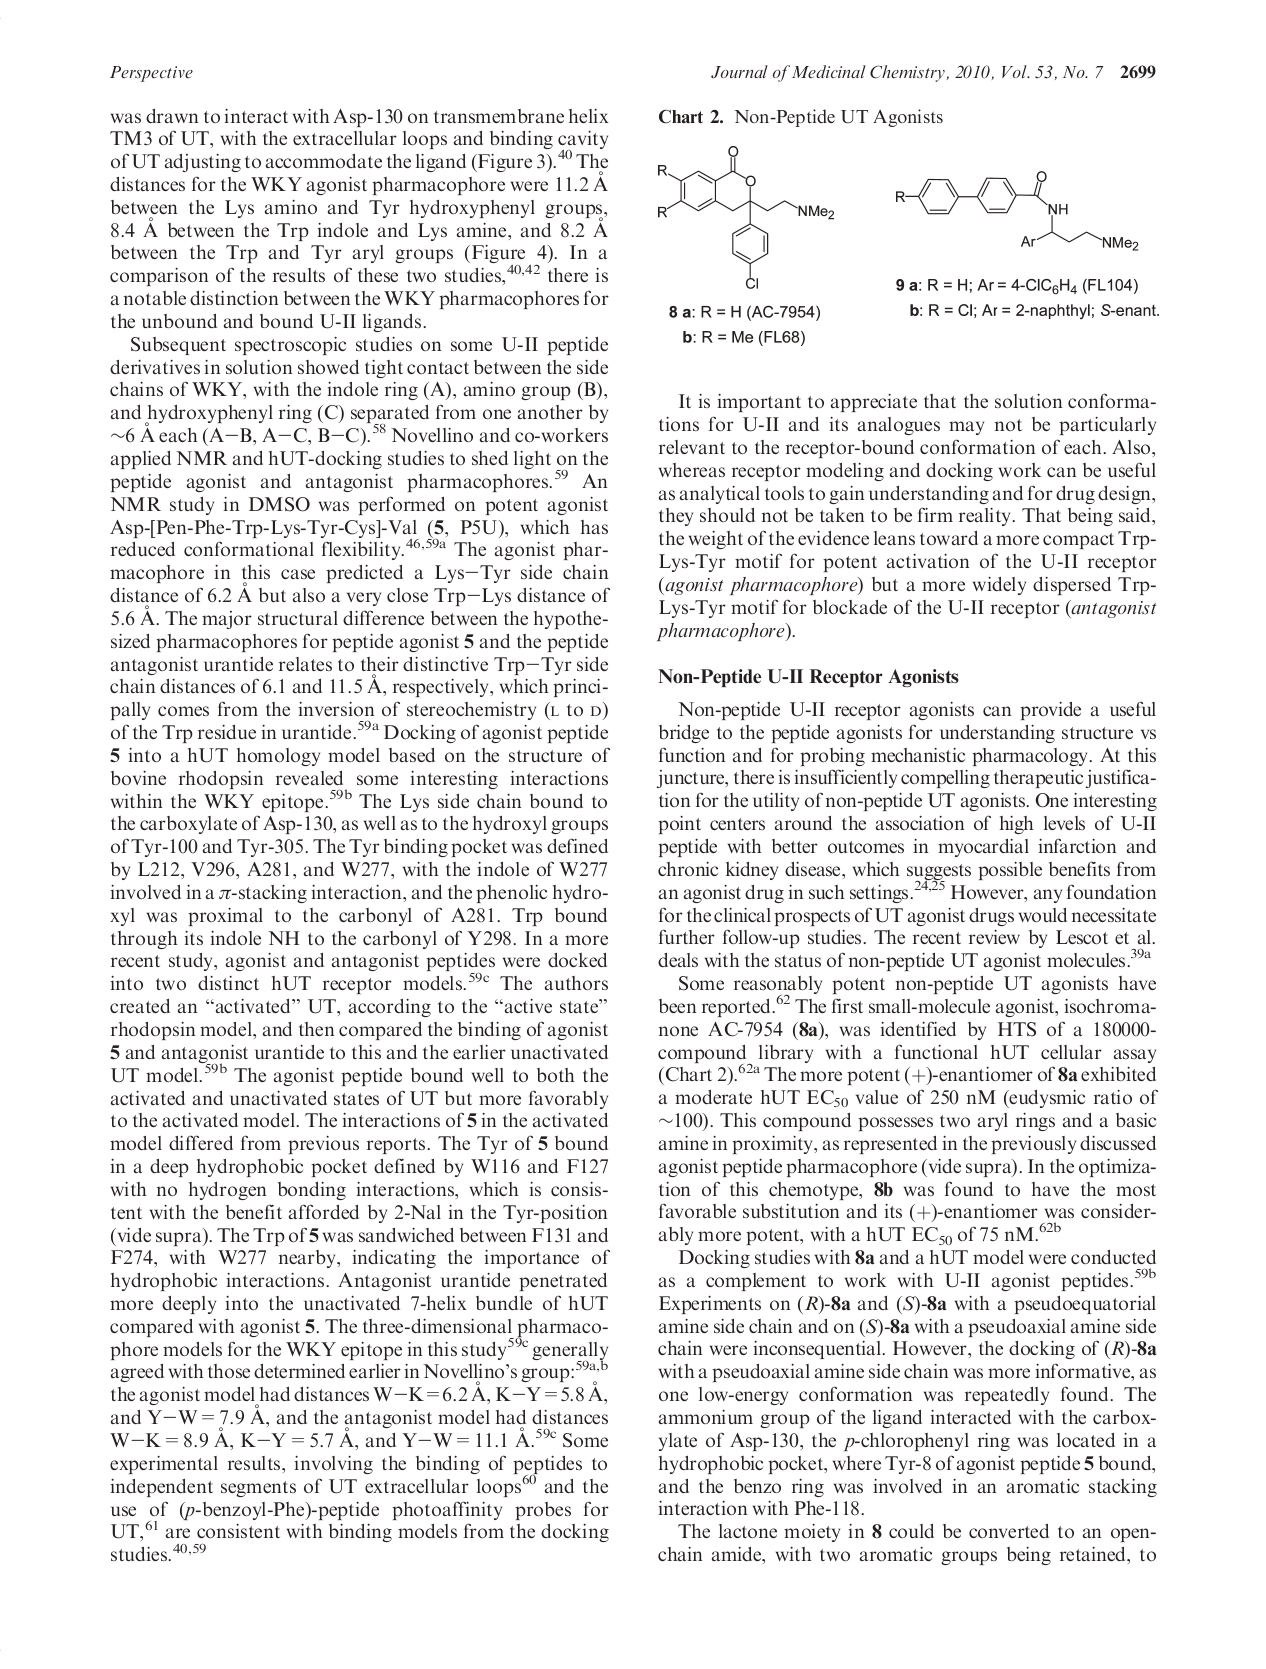 Perspective
Journal of Medicinal Chemistry, 2010, Vol. 53, No. 7 2699
was drawn to interact with Asp-130 on transmembrane helix
TM3 of UT, with the extracellular loops and binding cavity
of UT adjusting to accommodate the ligand (Figure 3).40 The
distances for the WKY agonist pharmacophore were 11.2 Å
between the Lys amino and Tyr hydroxyphenyl groups,
8.4 Å between the Trp indole and Lys amine, and 8.2 Å
between the Trp and Tyr aryl groups (Figure 4). In a
comparison of the results of these two studies,40,42 there is
a notable distinction between the WKY pharmacophores for
the unbound and bound U-II ligands.
Subsequent spectroscopic studies on some U-II peptide
derivatives in solution showed tight contact between the side
chains of WKY, with the indole ring (A), amino group (B),
and hydroxyphenyl ring (C) separated from one another by
~6 Å each (A−B, A−C, B−C).58 Novellino and co-workers
applied NMR and hUT-docking studies to shed light on the
peptide agonist and antagonist pharmacophores.59 An
NMR study in DMSO was performed on potent agonist
Asp-[Pen-Phe-Trp-Lys-Tyr-Cys]-Val (5, P5U), which has
reduced conformational flexibility.46,59a The agonist phar-
macophore in this case predicted a Lys−Tyr side chain
distance of 6.2 Å but also a very close Trp−Lys distance of
5.6 Å. The major structural difference between the hypothe-
sized pharmacophores for peptide agonist 5 and the peptide
antagonist urantide relates to their distinctive Trp−Tyr side
chain distances of 6.1 and 11.5 Å, respectively, which princi-
pally comes from the inversion of stereochemistry (L to D)
of the Trp residue in urantide.59a Docking of agonist peptide
5 into a hUT homology model based on the structure of
bovine rhodopsin revealed some interesting interactions
within the WKY epitope.59b The Lys side chain bound to
the carboxylate of Asp-130, as well as to the hydroxyl groups
of Tyr-100 and Tyr-305. The Tyr binding pocket was defined
by L212, V296, A281, and W277, with the indole of W277
involved in a π-stacking interaction, and the phenolic hydro-
xyl was proximal to the carbonyl of A281. Trp bound
through its indole NH to the carbonyl of Y298. In a more
recent study, agonist and antagonist peptides were docked
into two distinct hUT receptor models.59c The authors
created an “activated” UT, according to the “active state”
rhodopsin model, and then compared the binding of agonist
5 and antagonist urantide to this and the earlier unactivated
UT model.59b The agonist peptide bound well to both the
activated and unactivated states of UT but more favorably
to the activated model. The interactions of 5 in the activated
model differed from previous reports. The Tyr of 5 bound
in a deep hydrophobic pocket defined by W116 and F127
with no hydrogen bonding interactions, which is consis-
tent with the benefit afforded by 2-Nal in the Tyr-position
(vide supra). The Trp of 5 was sandwiched between F131 and
F274, with W277 nearby, indicating the importance of
hydrophobic interactions. Antagonist urantide penetrated
more deeply into the unactivated 7-helix bundle of hUT
compared with agonist 5. The three-dimensional pharmaco-
phore models for the WKY epitope in this study59c generally
agreed with those determined earlier in Novellino's group:59a,b
the agonist model had distances W−K = 6.2 Å, K−Y = 5.8 Å,
and Y−W = 7.9 Å, and the antagonist model had distances
W−K = 8.9 Å, K−Y = 5.7 Å, and Y−W = 11.1 Å.59c Some
experimental results, involving the binding of peptides to
independent segments of UT extracellular loops60 and the
use of (p-benzoyl-Phe)-peptide photoaffinity probes for
UT,61 are consistent with binding models from the docking
studies.40,59
Chart 2. Non-Peptide UT Agonists
O
R
O
R
NMe2
Cl
8 a: R = H (AC-7954)
b: R = Me (FL68)
O
R
NH
Ar
NMe2
9 a: R = H; Ar = 4-ClC6H4 (FL104)
b: R = Cl; Ar = 2-naphthyl; S-enant.
It is important to appreciate that the solution conforma-
tions for U-II and its analogues may not be particularly
relevant to the receptor-bound conformation of each. Also,
whereas receptor modeling and docking work can be useful
as analytical tools to gain understanding and for drug design,
they should not be taken to be firm reality. That being said,
the weight of the evidence leans toward a more compact Trp-
Lys-Tyr motif for potent activation of the U-II receptor
(agonist pharmacophore) but a more widely dispersed Trp-
Lys-Tyr motif for blockade of the U-II receptor (antagonist
pharmacophore).
Non-Peptide U-II Receptor Agonists
Non-peptide U-II receptor agonists can provide a useful
bridge to the peptide agonists for understanding structure vs
function and for probing mechanistic pharmacology. At this
juncture, there is insufficiently compelling therapeutic justifica-
tion for the utility of non-peptide UT agonists. One interesting
point centers around the association of high levels of U-II
peptide with better outcomes in myocardial infarction and
chronic kidney disease, which suggests possible benefits from
an agonist drug in such settings.24,25 However, any foundation
for the clinical prospects of UT agonist drugs would necessitate
further follow-up studies. The recent review by Lescot et al.
deals with the status of non-peptide UT agonist molecules.39a
Some reasonably potent non-peptide UT agonists have
been reported.62 The first small-molecule agonist, isochroma-
none AC-7954 (8a), was identified by HTS of a 180000-
compound library with a functional hUT cellular assay
(Chart 2).62a The more potent (+)-enantiomer of 8a exhibited
a moderate hUT EC50 value of 250 nM (eudysmic ratio of
~100). This compound possesses two aryl rings and a basic
amine in proximity, as represented in the previously discussed
agonist peptide pharmacophore (vide supra). In the optimiza-
tion of this chemotype, 8b was found to have the most
favorable substitution and its (+)-enantiomer was consider-
ably more potent, with a hUT EC50 of 75 nM.62b
Docking studies with 8a and a hUT model were conducted
as a complement to work with U-II agonist peptides.59b
Experiments on (R)-8a and (S)-8a with a pseudoequatorial
amine side chain and on (S)-8a with a pseudoaxial amine side
chain were inconsequential. However, the docking of (R)-8a
with a pseudoaxial amine side chain was more informative, as
one low-energy conformation was repeatedly found. The
ammonium group of the ligand interacted with the carbox-
ylate of Asp-130, the p-chlorophenyl ring was located in a
hydrophobic pocket, where Tyr-8 of agonist peptide 5 bound,
and the benzo ring was involved in an aromatic stacking
interaction with Phe-118.
The lactone moiety in 8 could be converted to an open-
chain amide, with two aromatic groups being retained, to